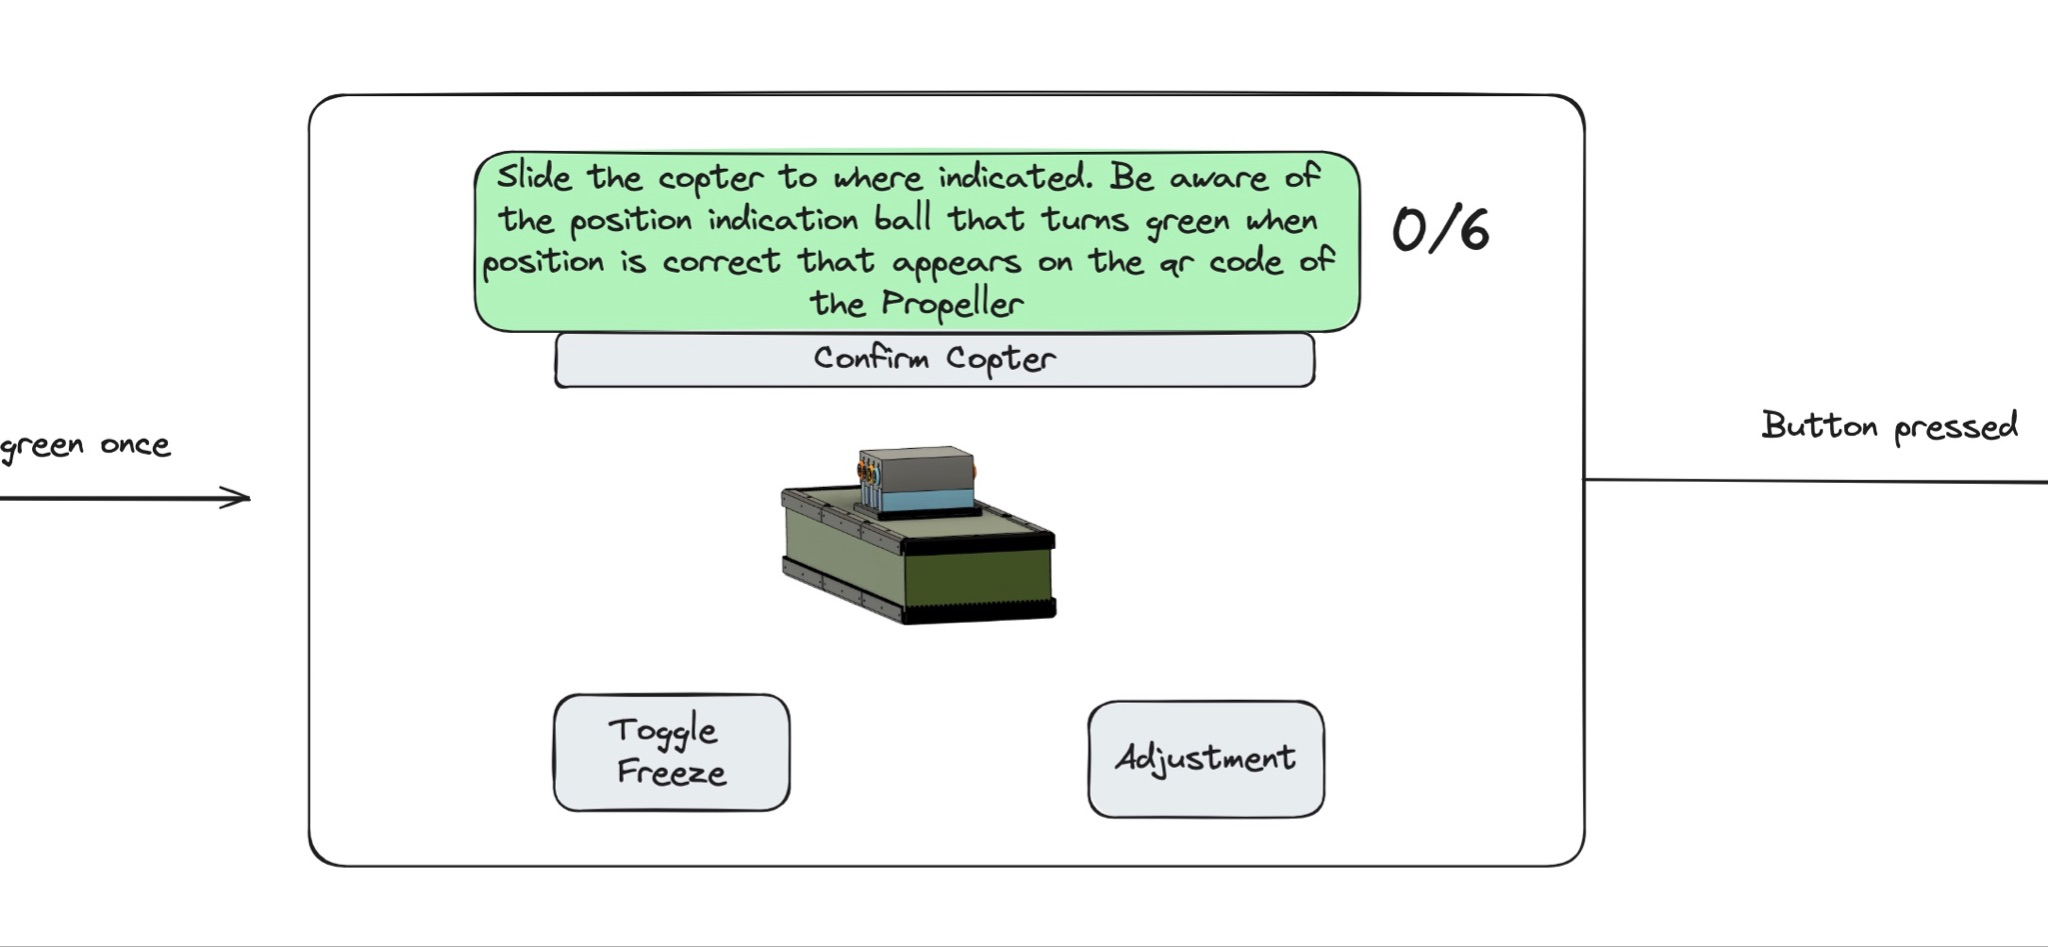 Slide the copter to where indicated. Be aware of
the position indication ball that turns green when
position is correct that appears on the qr code of
the Propeller
0/6
Confirm Copter
green once
Button pressed
Toggle
Freeze
Adjustment